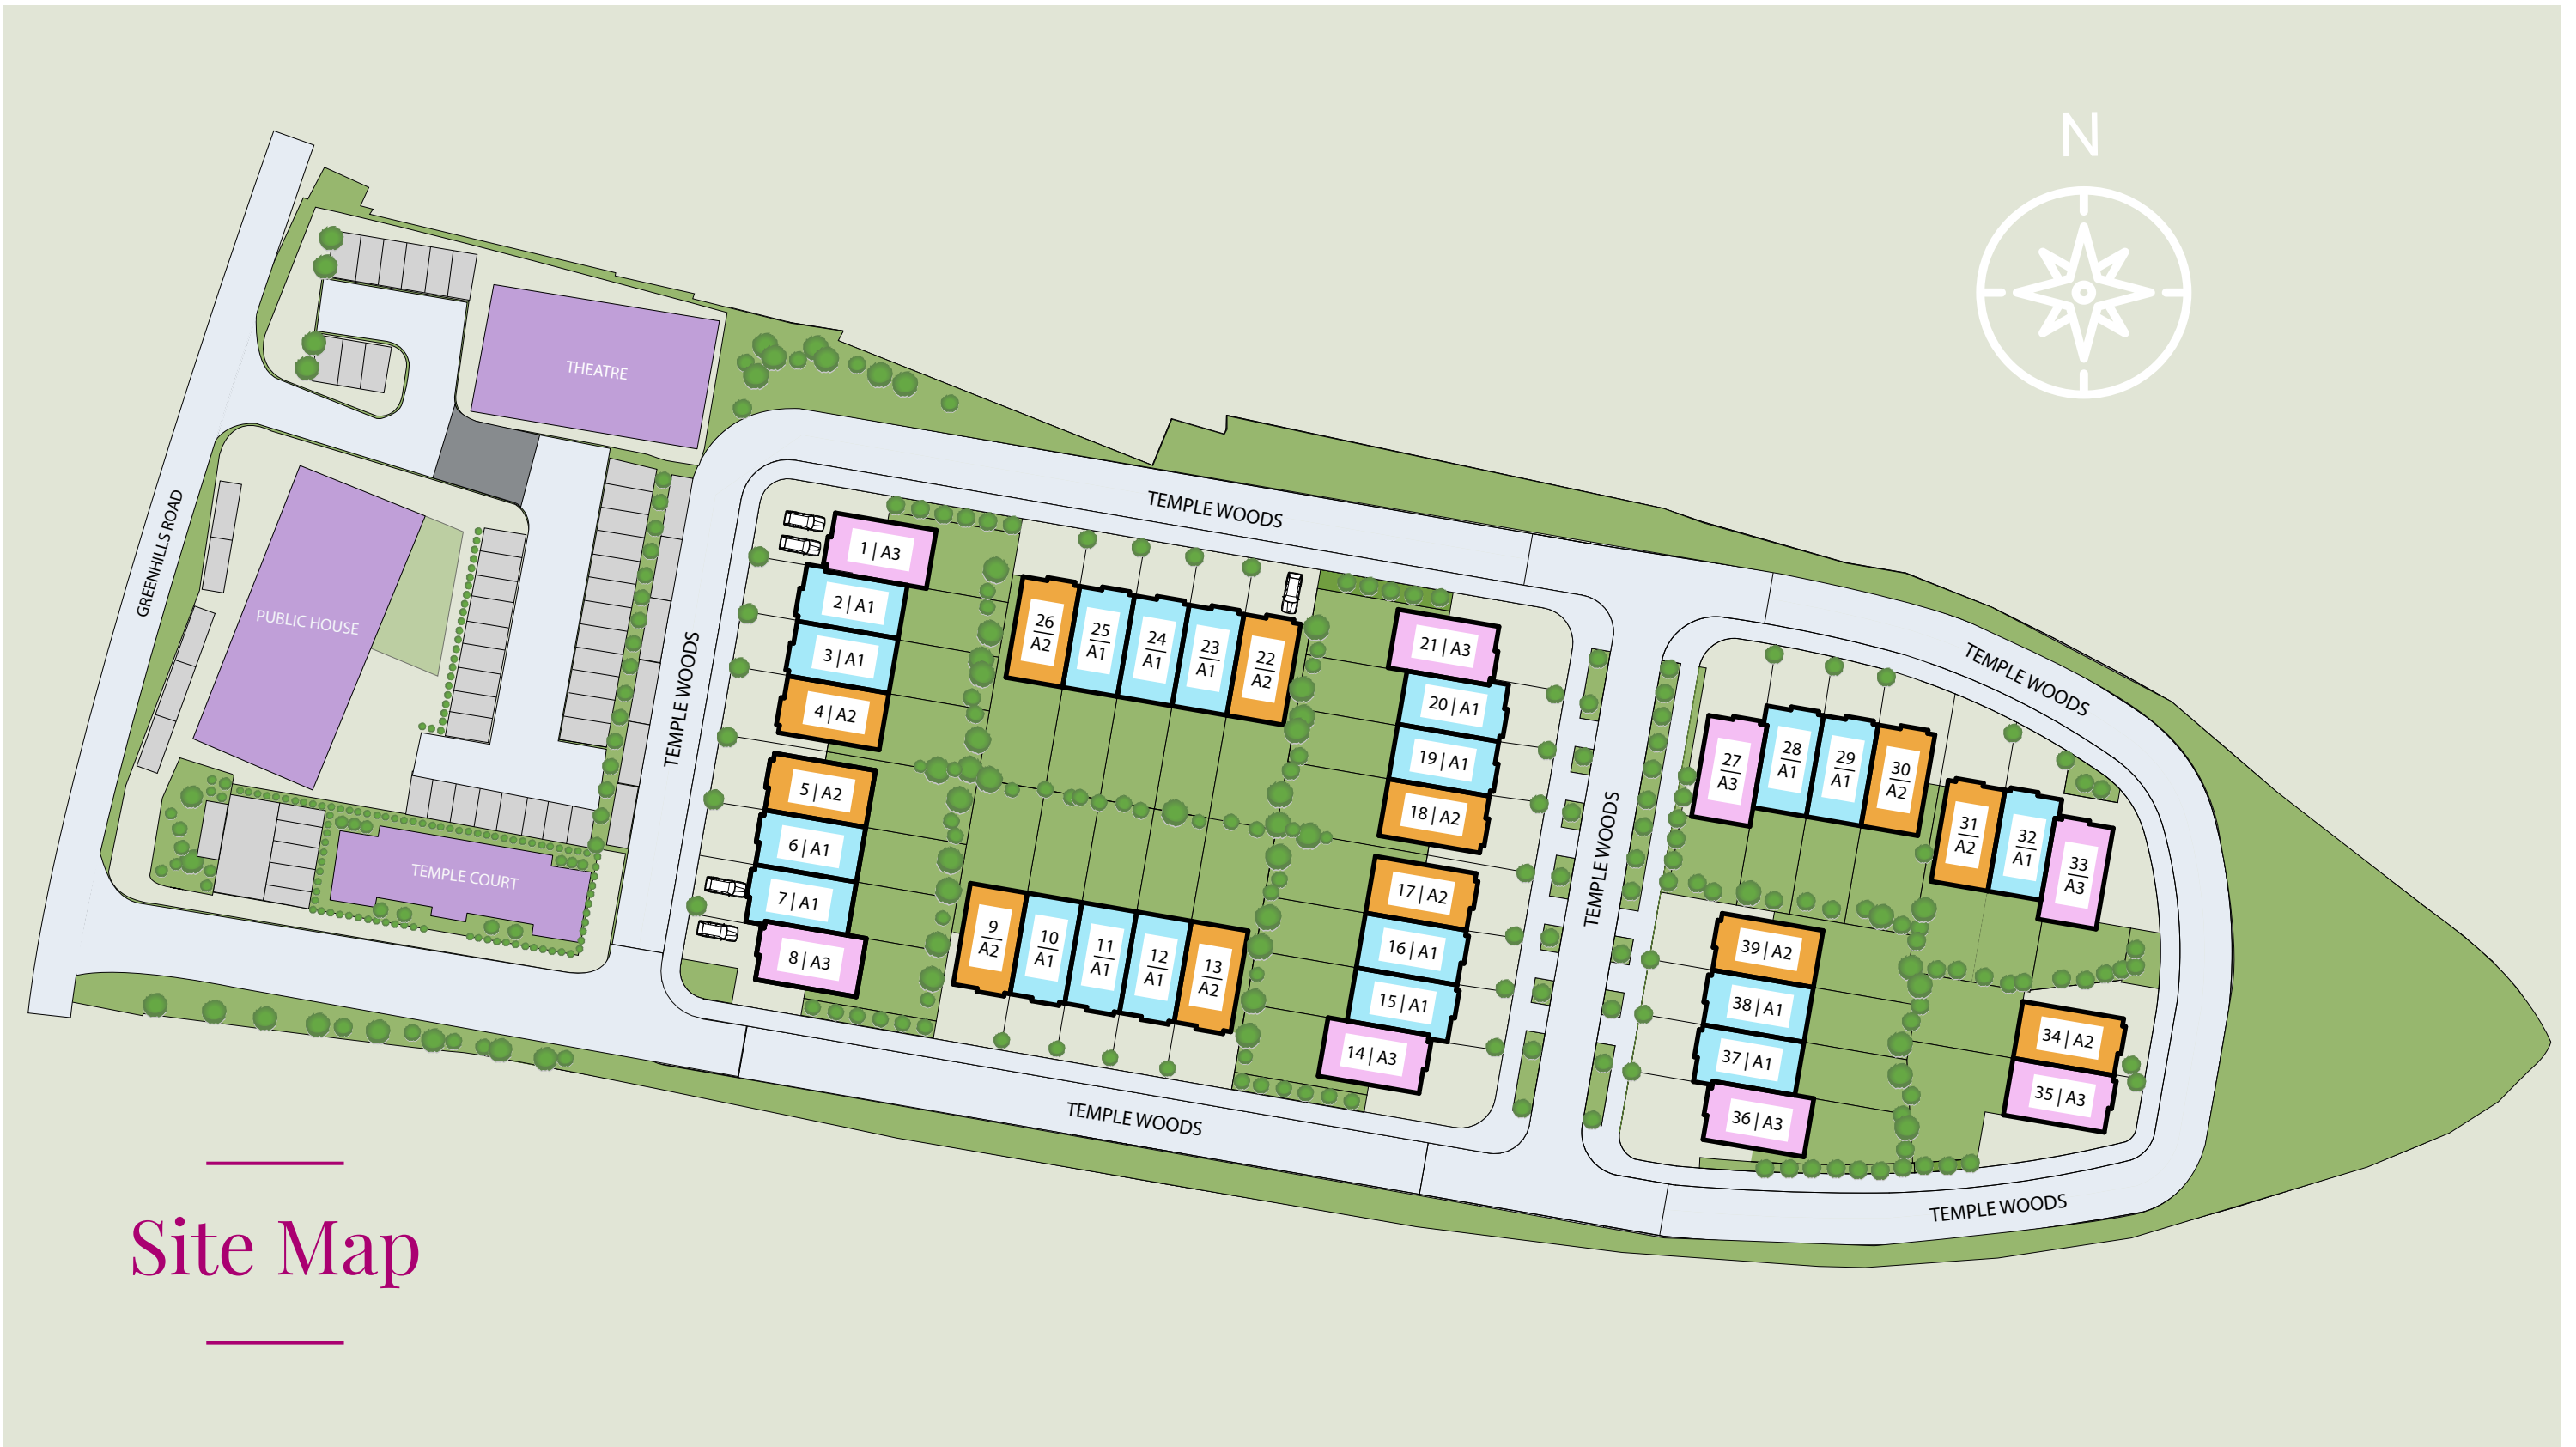 N
THEATRE
GREENHILLS ROAD
PUBLIC HOUSE
TEMPLE COURT
TEMPLE WOODS
TEMPLE WOODS
TEMPLE WOODS
TEMPLE WOODS
TEMPLE WOODS
TEMPLE WOODS
1 | A3
2 | A1
3 | A1
4 | A2
5 | A2
6 | A1
7 | A1
8 | A3
9
A2
10
A1
11
A1
12
A1
13
A2
14 | A3
15 | A1
16 | A1
17 | A2
18 | A2
19 | A1
20 | A1
21 | A3
22
A2
23
A1
24
A1
25
A1
26
A2
27
A3
28
A1
29
A1
30
A2
31
A2
32
A1
33
A3
34 | A2
35 | A3
36 | A3
37 | A1
38 | A1
39 | A2
Site Map